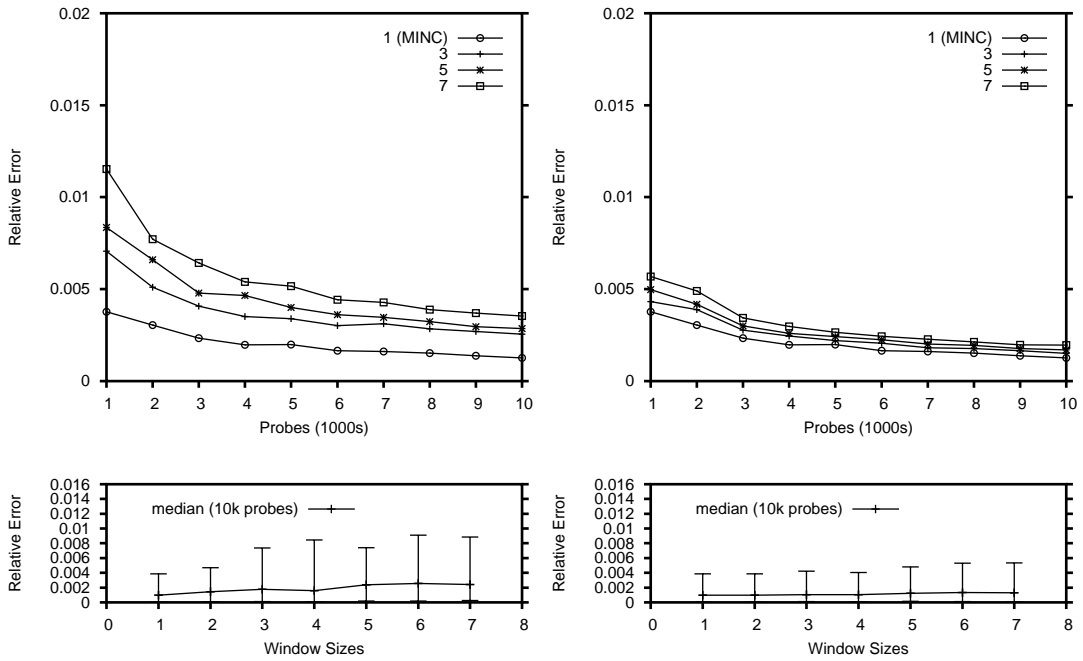 0.02
0.015
0.01
0.005
0
Relative Error
1 (MINC)
3
5
7
1 2 3 4 5 6 7 8 9 10
Probes (1000s)
0.02
0.015
0.01
0.005
0
Relative Error
1 (MINC)
3
5
7
1 2 3 4 5 6 7 8 9 10
Probes (1000s)
0.016
0.014
0.012
0.01
0.008
0.006
0.004
0.002
0
Relative Error
median (10k probes)
0 1 2 3 4 5 6 7 8
Window Sizes
0.016
0.014
0.012
0.01
0.008
0.006
0.004
0.002
0
Relative Error
median (10k probes)
0 1 2 3 4 5 6 7 8
Window Sizes